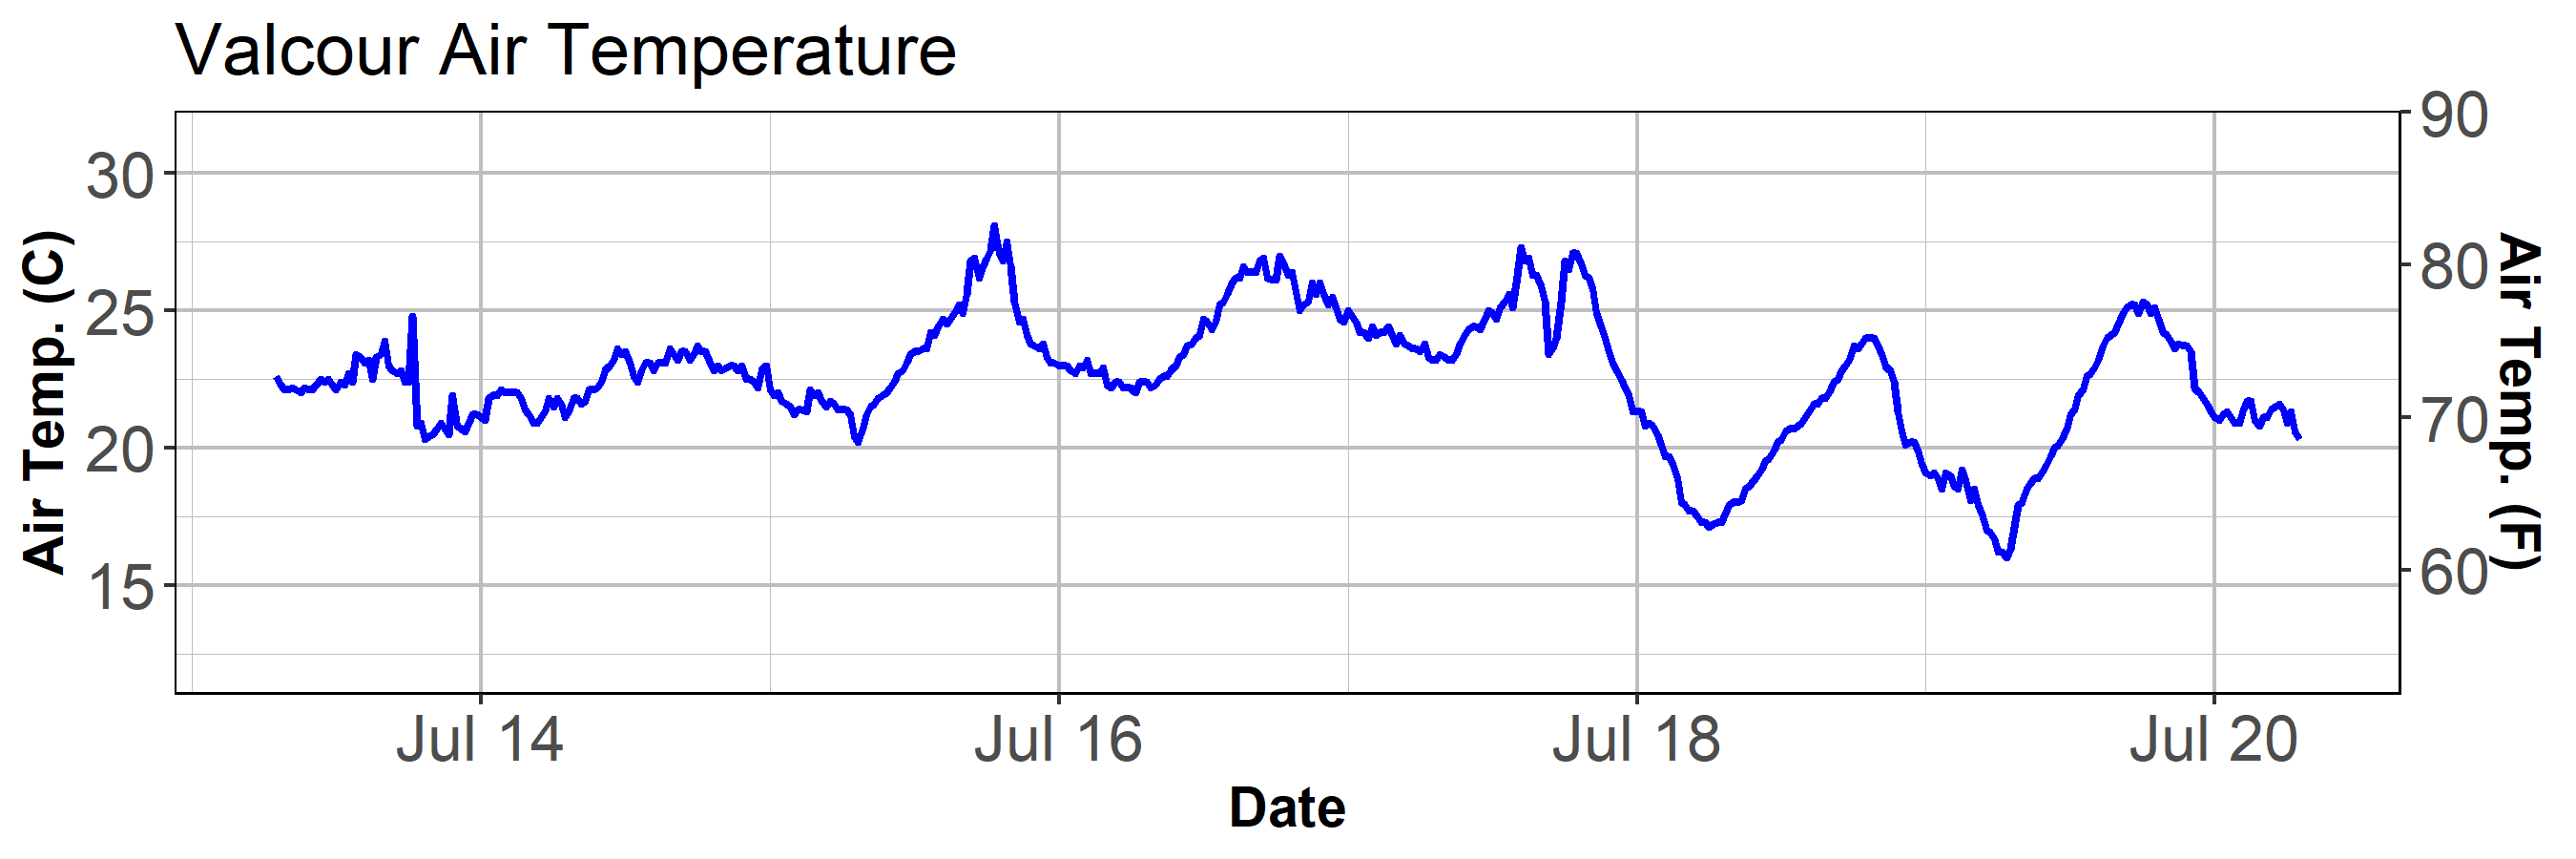 Valcour Air Temperature
Air Temp. (C)
30
25
20
15
90
80
70
60
Air Temp. (F)
Jul 14
Jul 16
Jul 18
Jul 20
Date